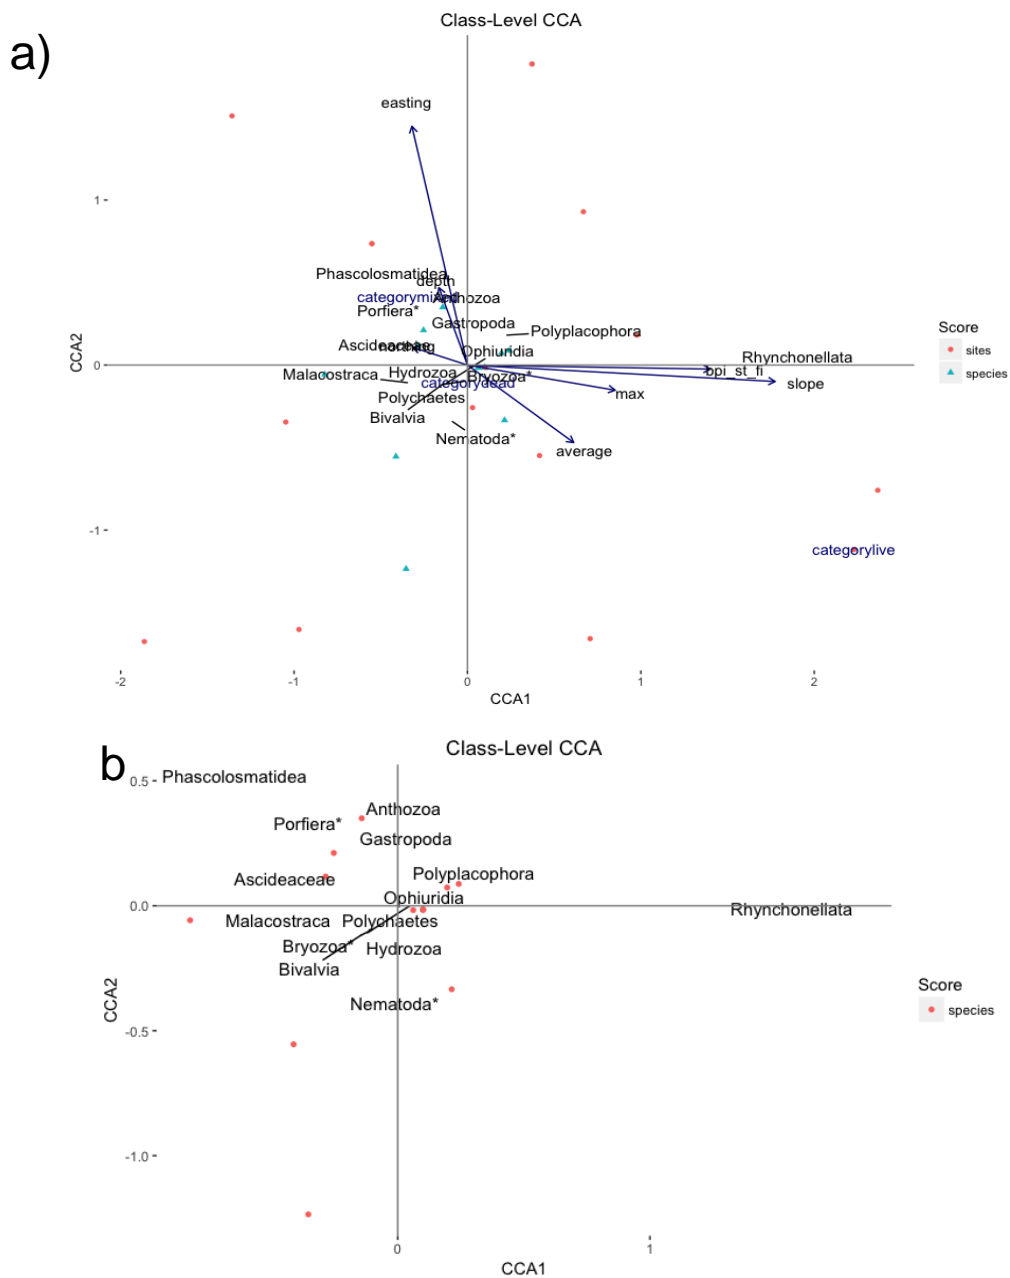 Class-Level CCA
a)
easting
1
Phascolosmatidea
depth
categorymixed
Anthozoa
Porfiera*
Gastropoda
Polyplacophora
Score
sites
species
Ascideaceae
northing
Ophiuridia
Rhynchonellata
CCA2
0
Malacostraca
Hydrozoa
Bryozoa*
bpi_st_fi
categorydead
slope
max
Polychaetes
Bivalvia
Nematoda*
average
-1
categorylive
-2
-1
0
1
2
CCA1
Class-Level CCA
b
0.5
Phascolosmatidea
Anthozoa
Porfiera*
Gastropoda
Polyplacophora
Ascideaceae
Ophiuridia
0.0
Rhynchonellata
Malacostraca
Polychaetes
Bryozoa*
Hydrozoa
Bivalvia
CCA2
Score
species
Nematoda*
-0.5
-1.0
0
1
CCA1